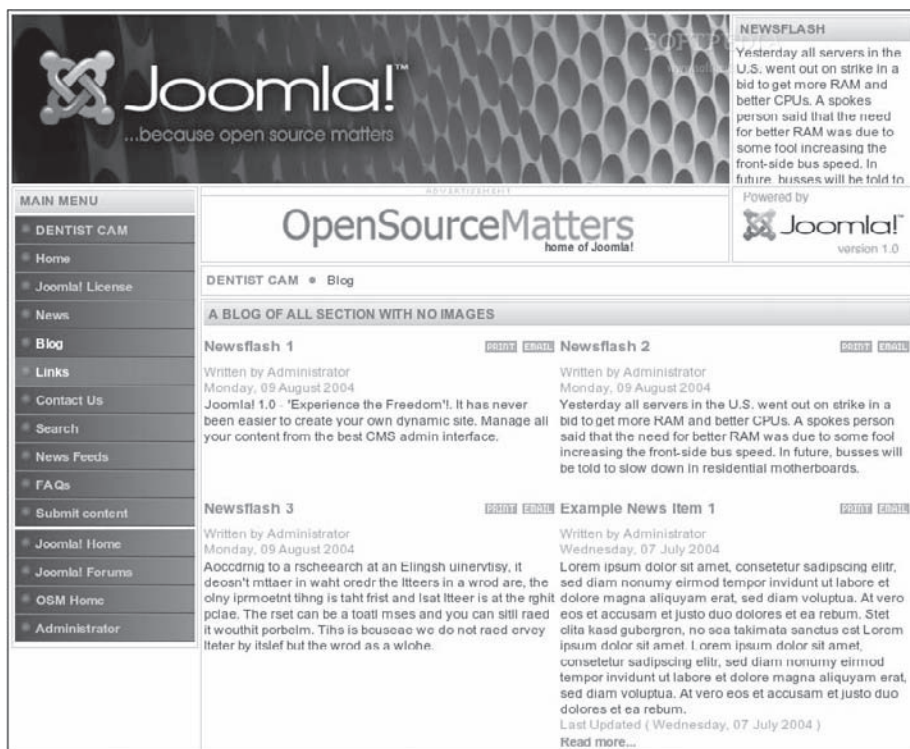 Joomla!™
...because open source matters
NEWSFLASH
Yesterday all servers in the
U.S. went out on strike in a
bid to get more RAM and
better CPUs. A spokes
person said that the need
for better RAM was due to
some fool increasing the
front-side bus speed. In
future, busses will be told to
MAIN MENU
DENTIST CAM
Home
Joomla! License
News
Blog
Links
Contact Us
Search
News Feeds
FAQs
Submit content
Joomla! Home
Joomla! Forums
OSM Home
Administrator
ADVERTISEMENT
OpenSourceMatters
home of Joomla!
Powered by
Joomla!™
version 1.0
DENTIST CAM Blog
A BLOG OF ALL SECTION WITH NO IMAGES
Newsflash 1 PRINT EMAIL
Written by Administrator
Monday, 09 August 2004
Joomla! 1.0 - 'Experience the Freedom'!. It has never
been easier to create your own dynamic site. Manage all
your content from the best CMS admin interface.
Newsflash 2 PRINT EMAIL
Written by Administrator
Monday, 09 August 2004
Yesterday all servers in the U.S. went out on strike in a
bid to get more RAM and better CPUs. A spokes person
said that the need for better RAM was due to some fool
increasing the front-side bus speed. In future, busses will
be told to slow down in residential motherboards.
Newsflash 3 PRINT EMAIL
Written by Administrator
Monday, 09 August 2004
Aoccdrnig to a rscheearch at an Elingsh uinervtisy, it
deosn't mttaer in waht oredr the ltteers in a wrod are, the
olny iprmoetnt tihng is taht frist and lsat ltteer is at the rghit
pclae. The rset can be a toatl mses and you can sitll raed
it wouthit porbelm. Tihs is bcuseae we do not raed ervey
lteter by itslef but the wrod as a wlohe.
Example News Item 1 PRINT EMAIL
Written by Administrator
Wednesday, 07 July 2004
Lorem ipsum dolor sit amet, consetetur sadipscing elitr,
sed diam nonumy eirmod tempor invidunt ut labore et
dolore magna aliquyam erat, sed diam voluptua. At vero
eos et accusam et justo duo dolores et ea rebum. Stet
clita kasd gubergren, no sea takimata sanctus est Lorem
ipsum dolor sit amet. Lorem ipsum dolor sit amet,
consetetur sadipscing elitr, sed diam nonumy eirmod
tempor invidunt ut labore et dolore magna aliquyam erat,
sed diam voluptua. At vero eos et accusam et justo duo
dolores et ea rebum.
Last Updated ( Wednesday, 07 July 2004 )
Read more...